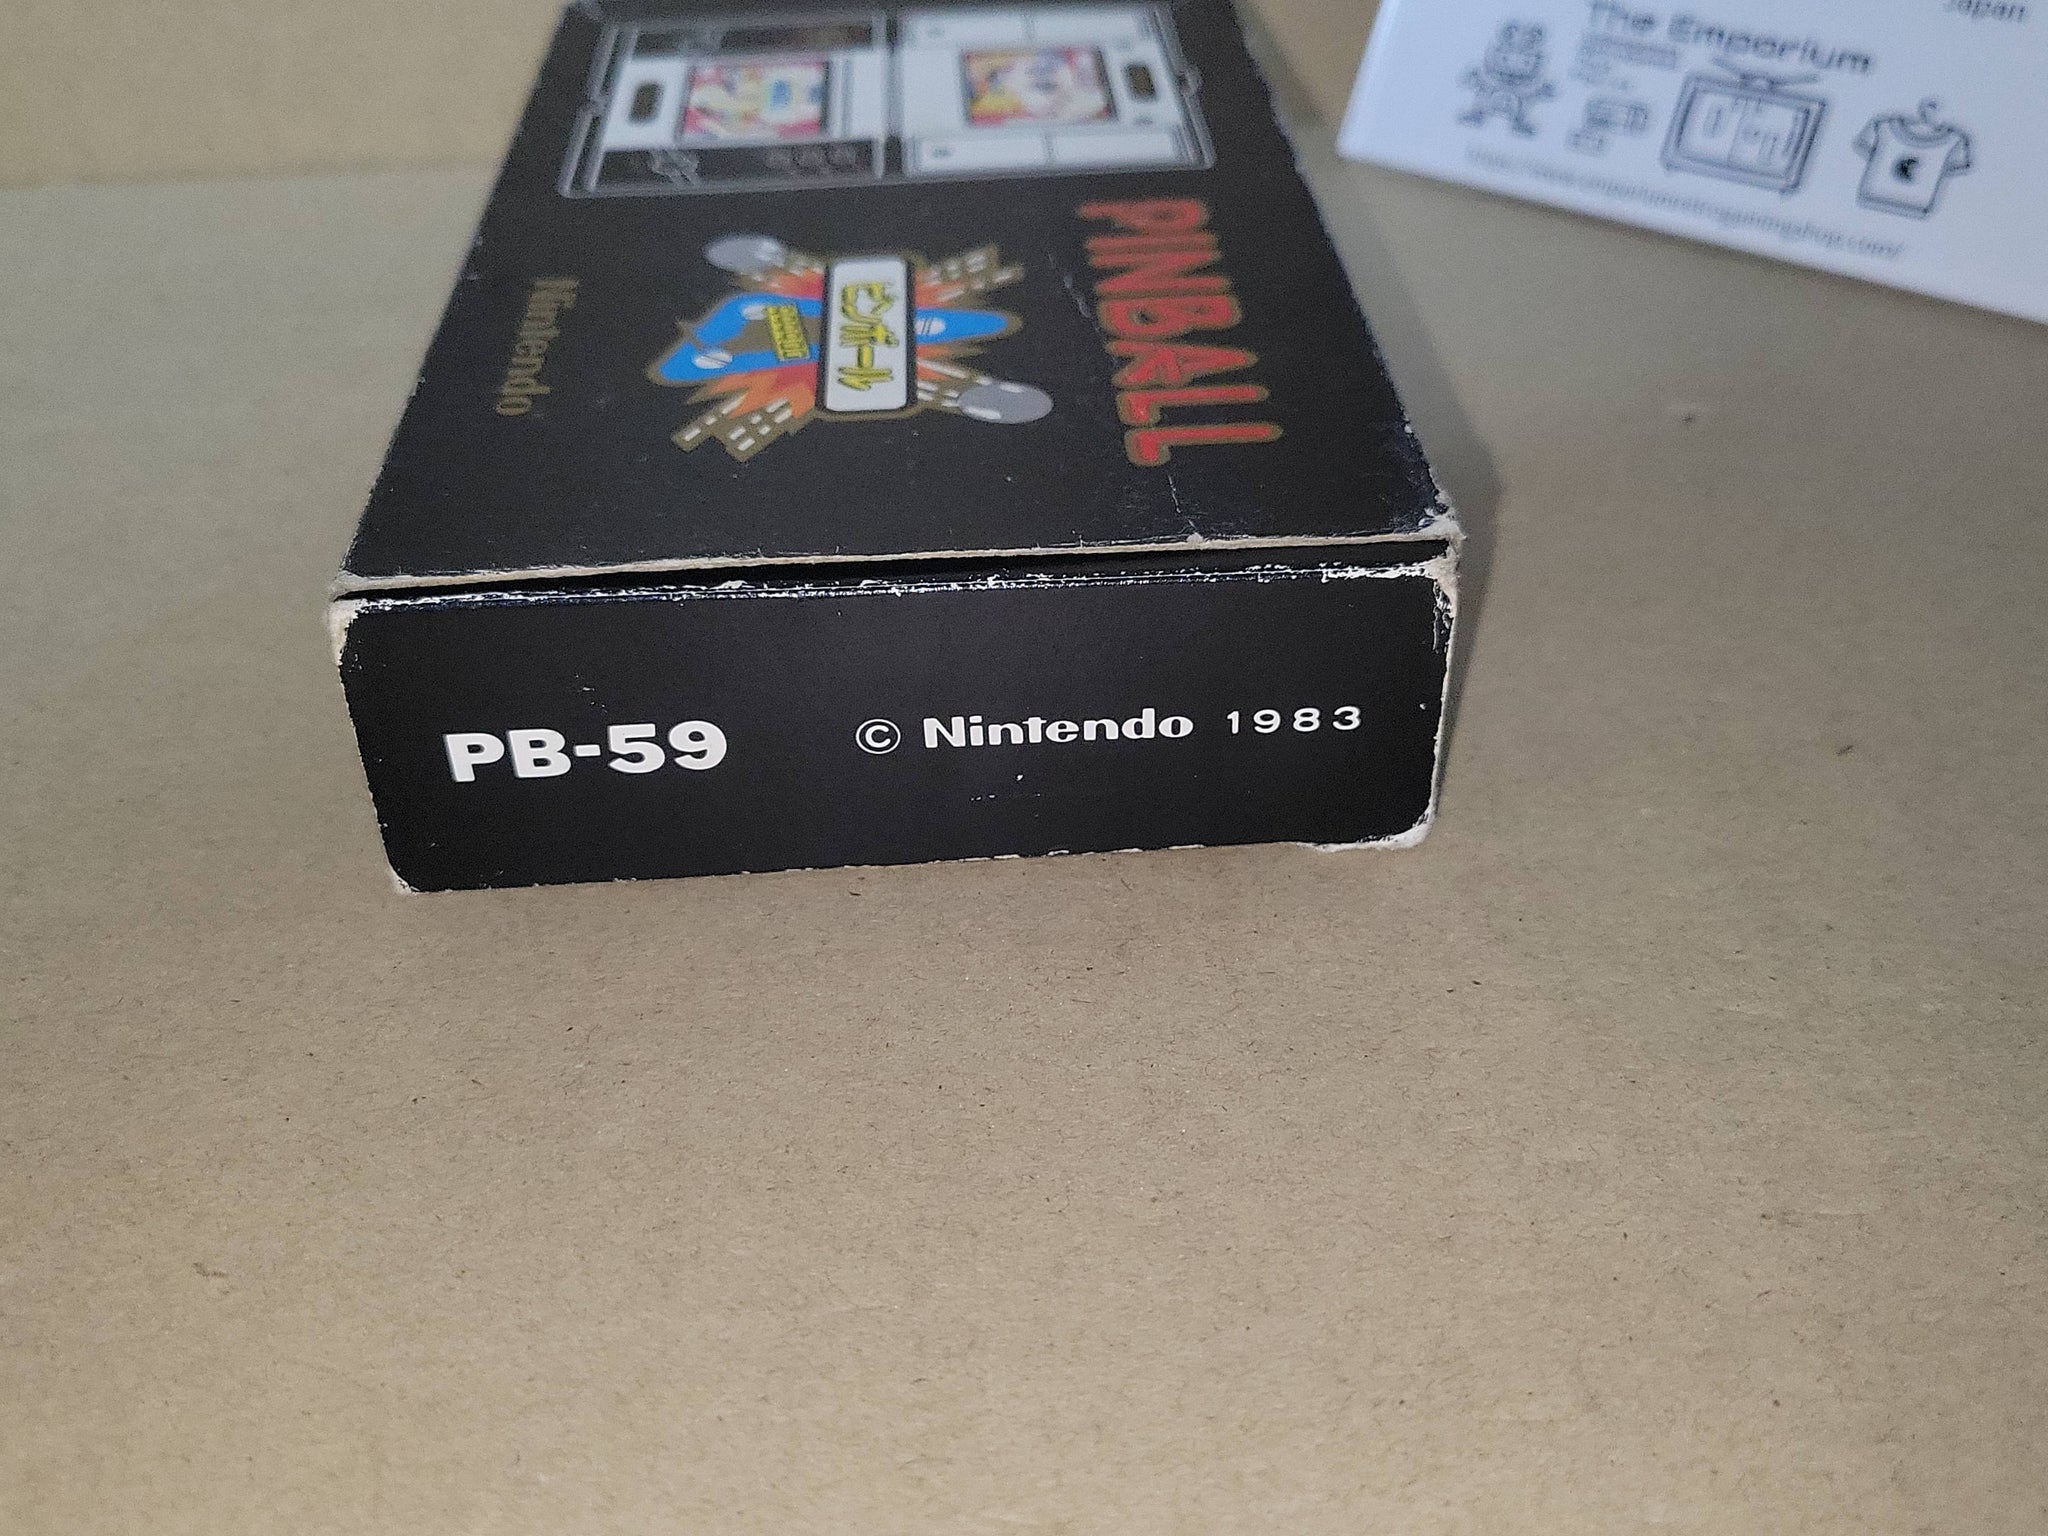 PINBALL
ピンボール
Nintendo
PB-59
© Nintendo 1983
Japan
The Emporium